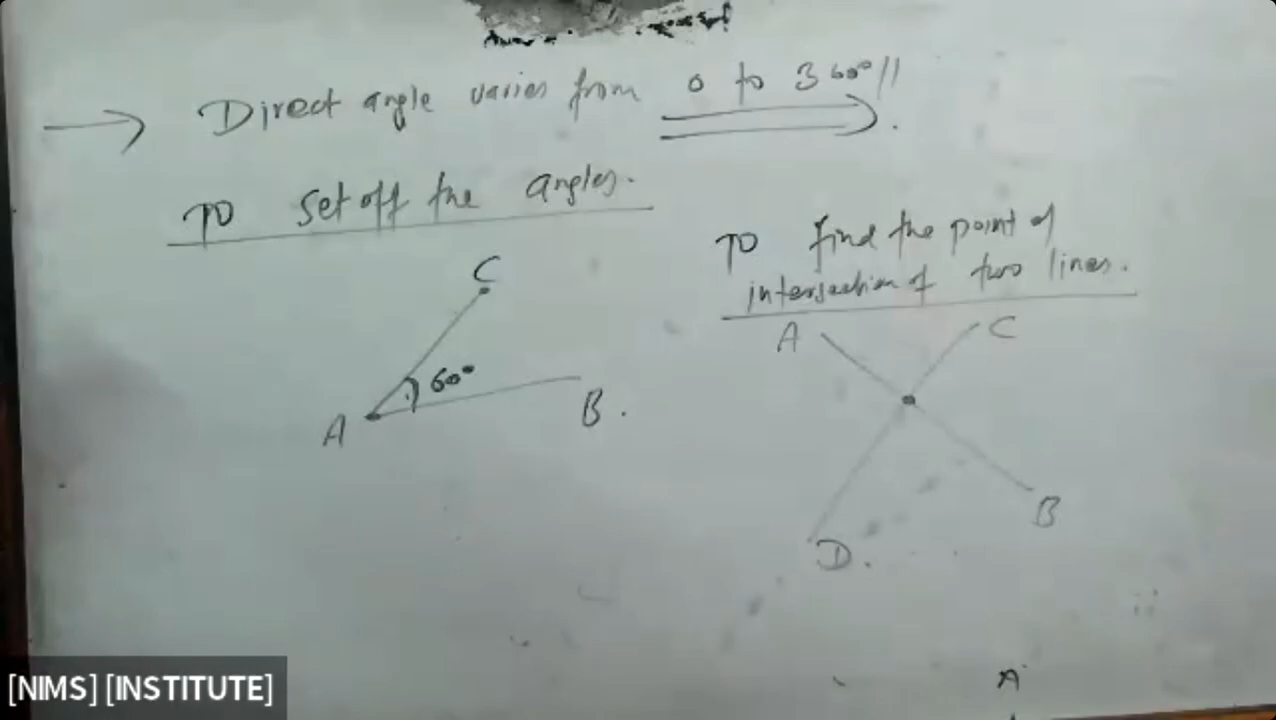 Direct angle varies from 0 to 360°//
TO set off the angles.
C
60°
A
B.
TO find the point of
intersection of two lines.
A C
B
D.
A
[NIMS] [INSTITUTE]